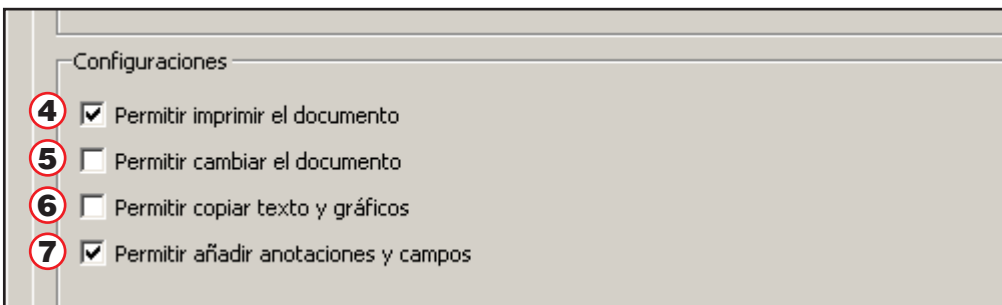 Configuraciones
4 Permitir imprimir el documento
5 Permitir cambiar el documento
6 Permitir copiar texto y gráficos
7 Permitir añadir anotaciones y campos